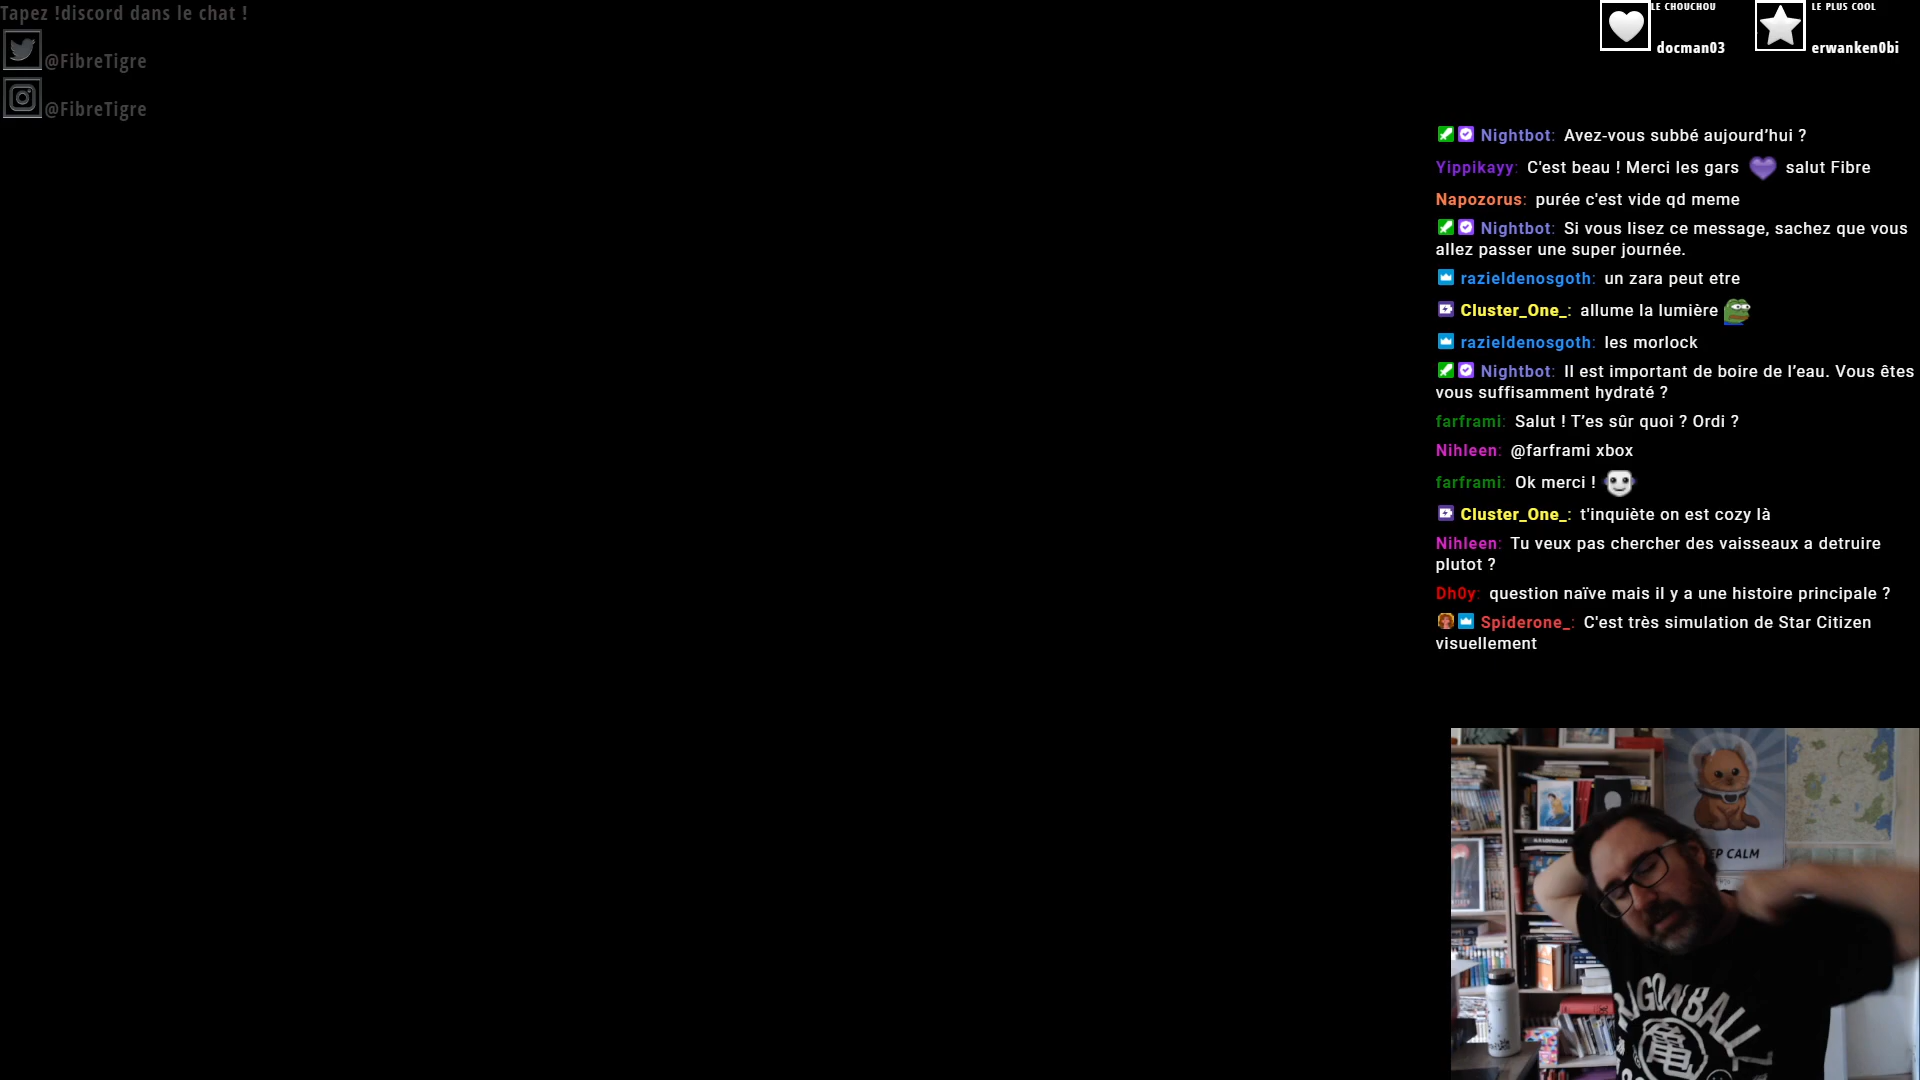 Tapez !discord dans le chat !
@FibreTigre
@FibreTigre
LE CHOUCHOU
docman03
LE PLUS COOL
erwanken0bi
Nightbot: Avez-vous subbé aujourd'hui ?
Yippikayy: C'est beau ! Merci les gars salut Fibre
Napozorus: purée c'est vide qd meme
Nightbot: Si vous lisez ce message, sachez que vous
allez passer une super journée.
razieldenosgoth: un zara peut etre
Cluster_One_: allume la lumière
razieldenosgoth: les morlock
Nightbot: Il est important de boire de l'eau. Vous êtes
vous suffisamment hydraté ?
farframi: Salut ! T'es sûr quoi ? Ordi ?
Nihleen: @farframi xbox
farframi: Ok merci !
Cluster_One_: t'inquiète on est cozy là
Nihleen: Tu veux pas chercher des vaisseaux a detruire
plutot ?
Dh0y: question naïve mais il y a une histoire principale ?
Spiderone_: C'est très simulation de Star Citizen
visuellement
EP CALM
亀